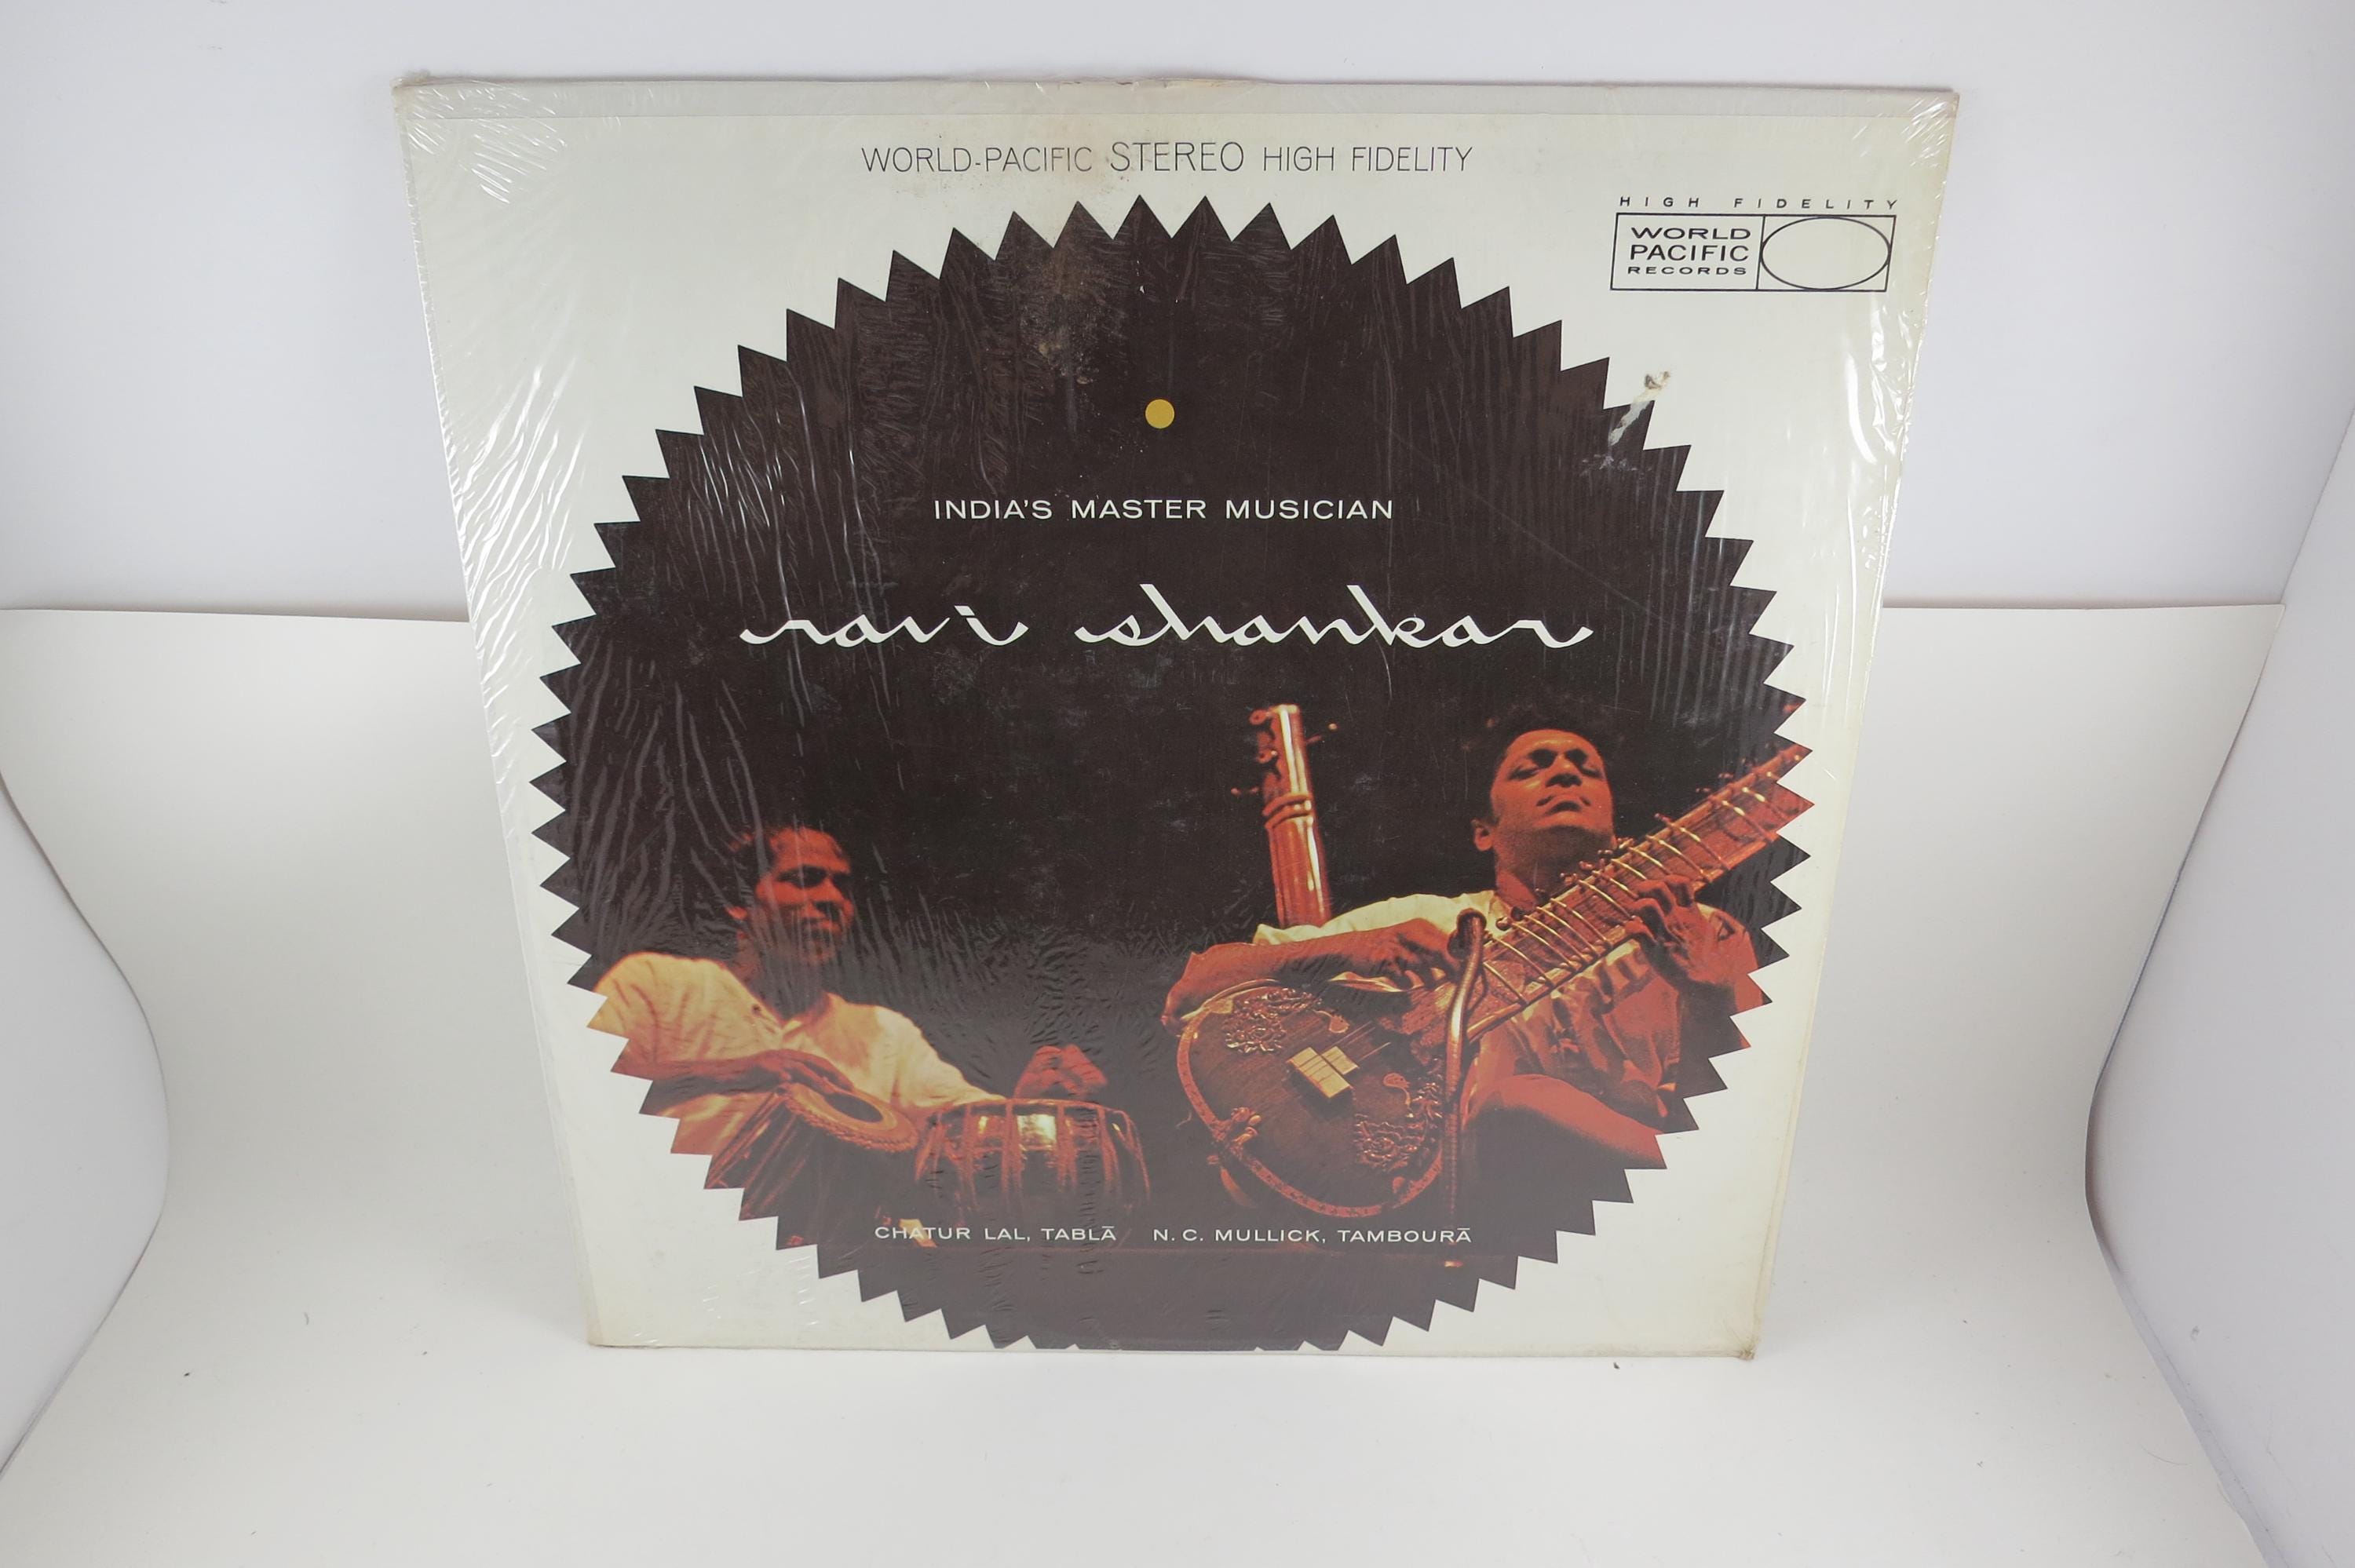 WORLD-PACIFIC STEREO HIGH FIDELITY
HIGH FIDELITY
WORLD
PACIFIC
RECORDS
INDIA'S MASTER MUSICIAN
ravi shankar
CHATUR LAL, TABLĀ N. C. MULLICK, TAMBOURĀ